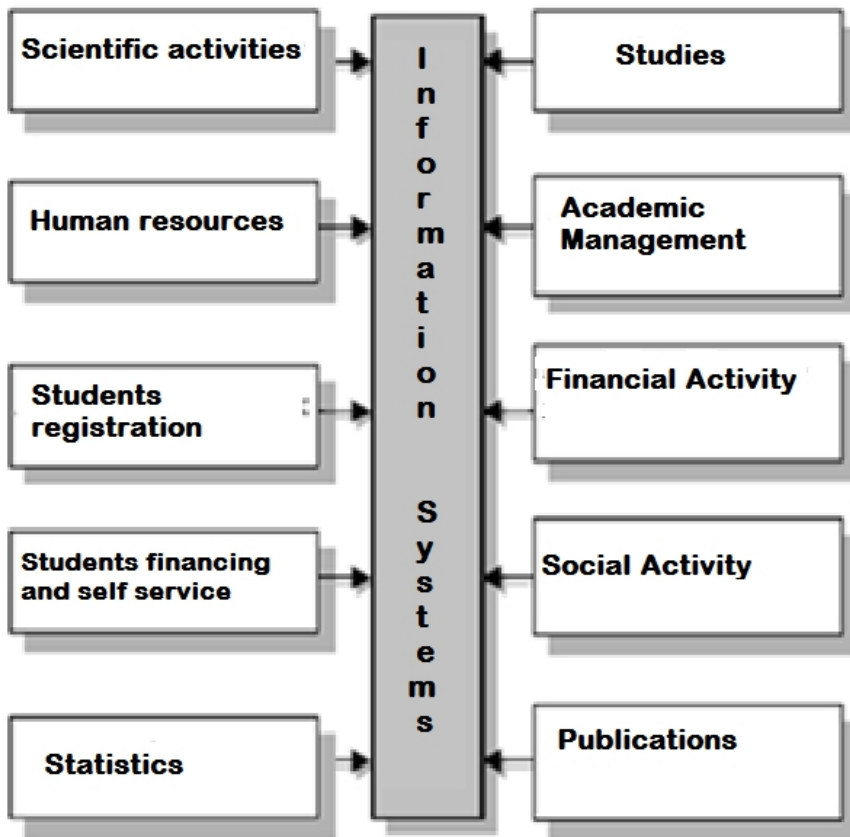 Scientific activities
Human resources
Students
registration
Students financing
and self service
Statistics
Information Systems
Studies
Academic
Management
Financial Activity
Social Activity
Publications